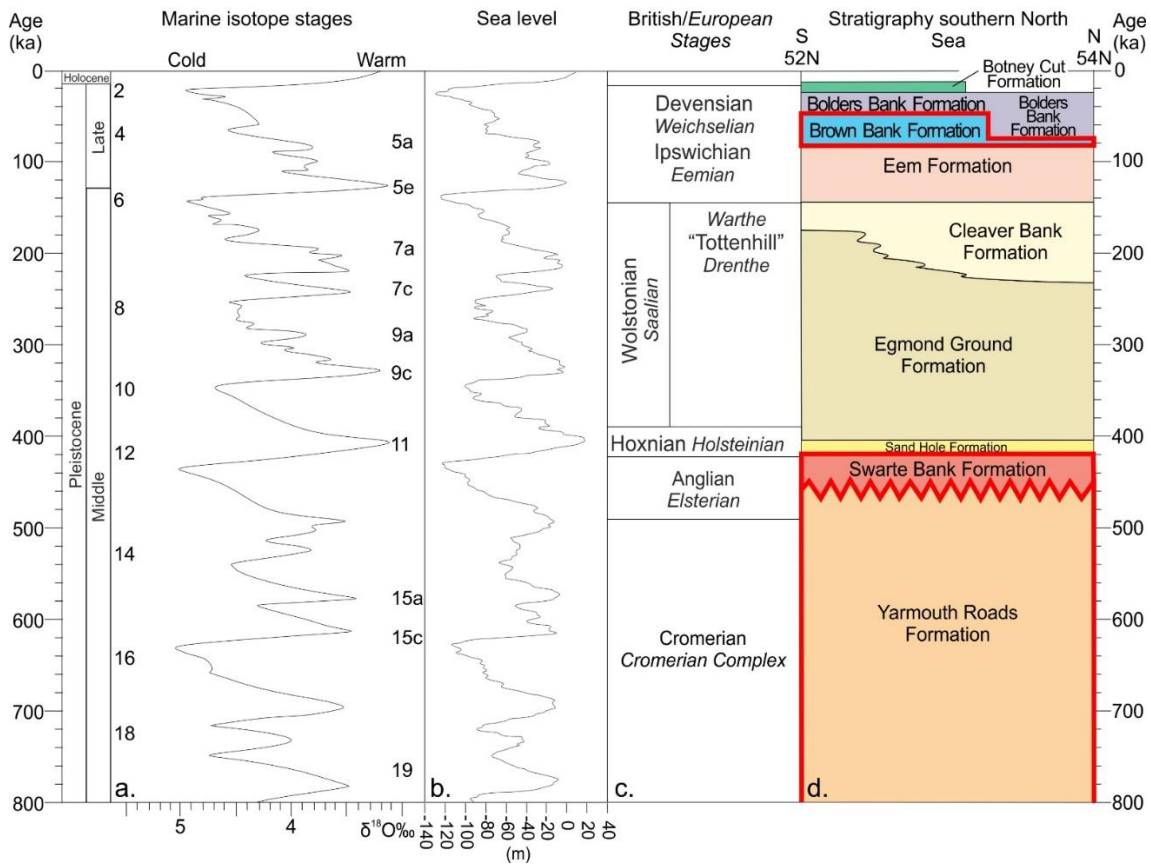 Age
(ka)
Marine isotope stages
Sea level
British/European
Stages
Stratigraphy southern North
Sea
Age
(ka)
Cold
Warm
S
52N
N
54N
0
100
200
300
400
500
600
700
800
Holocene
Pleistocene
Late
Middle
2
4
6
8
10
12
14
16
18
5a
5e
7a
7c
9a
9c
11
15a
15c
19
a.
b.
c.
d.
5
4
δ¹⁸O‰
-140
-120
-100
-80
-60
-40
-20
0
20
40
(m)
Devensian
Weichselian
Ipswichian
Eemian
Wolstonian
Saalian
Warthe
“Tottenhill”
Drenthe
Hoxnian Holsteinian
Anglian
Elsterian
Cromerian
Cromerian Complex
Botney Cut
Formation
Bolders Bank Formation
Bolders
Bank
Formation
Brown Bank Formation
Eem Formation
Cleaver Bank
Formation
Egmond Ground
Formation
Sand Hole Formation
Swarte Bank Formation
Yarmouth Roads
Formation
0
100
200
300
400
500
600
700
800